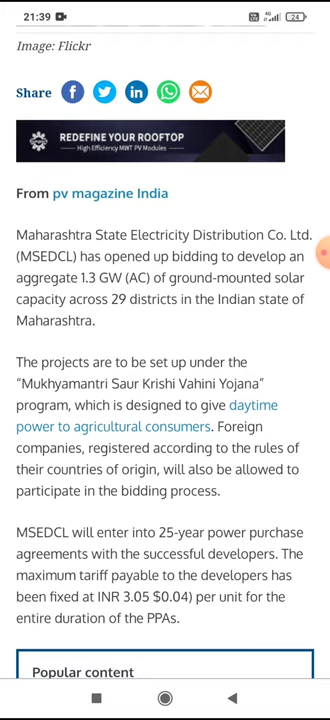 21:39
24
Image: Flickr
Share
REDEFINE YOUR ROOFTOP
High Efficiency MWT PV Modules
From pv magazine India
Maharashtra State Electricity Distribution Co. Ltd.
(MSEDCL) has opened up bidding to develop an
aggregate 1.3 GW (AC) of ground-mounted solar
capacity across 29 districts in the Indian state of
Maharashtra.
The projects are to be set up under the
“Mukhyamantri Saur Krishi Vahini Yojana”
program, which is designed to give daytime
power to agricultural consumers. Foreign
companies, registered according to the rules of
their countries of origin, will also be allowed to
participate in the bidding process.
MSEDCL will enter into 25-year power purchase
agreements with the successful developers. The
maximum tariff payable to the developers has
been fixed at INR 3.05 $0.04) per unit for the
entire duration of the PPAs.
Popular content